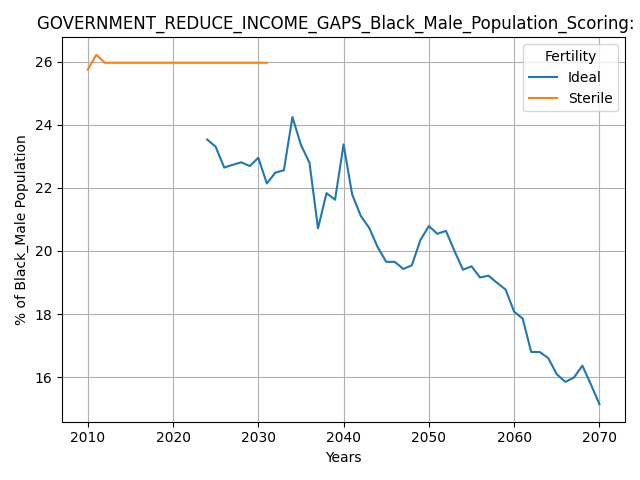 GOVERNMENT_REDUCE_INCOME_GAPS_Black_Male_Population_Scoring:
26
24
22
20
18
16
% of Black_Male Population
Fertility
Ideal
Sterile
2010 2020 2030 2040 2050 2060 2070
Years